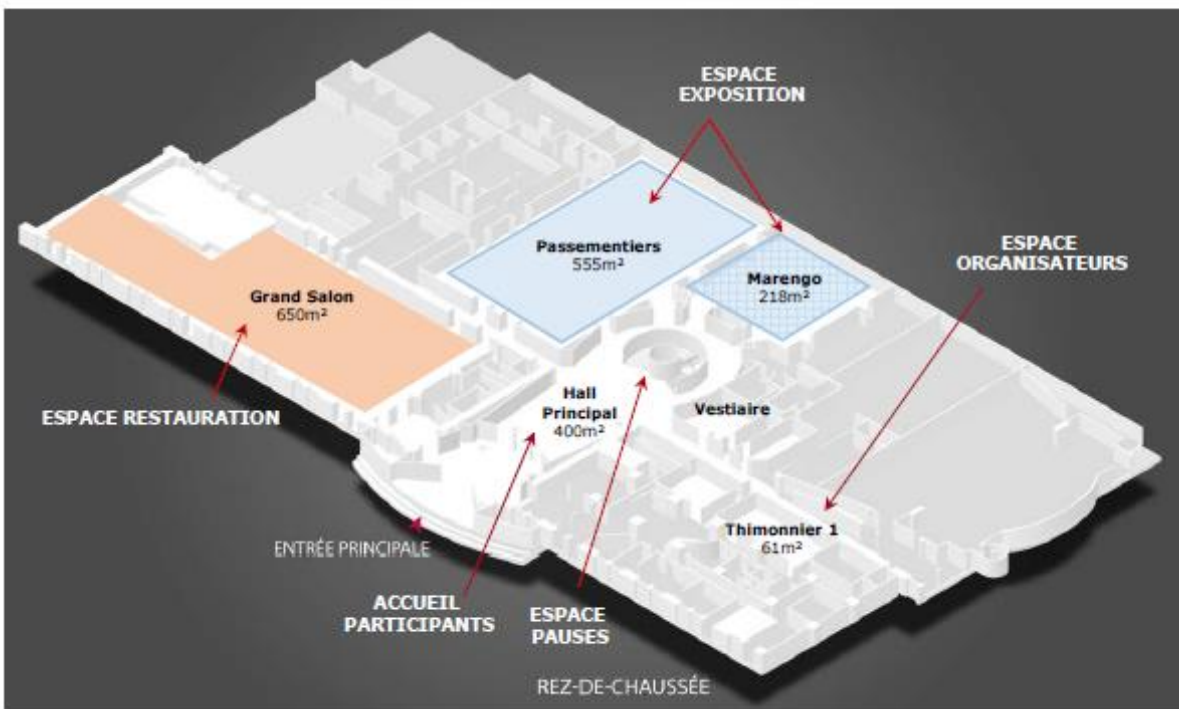 ESPACE
EXPOSITION
Passementiers
555m²
ESPACE
ORGANISATEURS
Marengo
218m²
Grand Salon
650m²
Hall
Principal
400m²
Vestiaire
ESPACE RESTAURATION
Thimonnier 1
61m²
ENTRÉE PRINCIPALE
ACCUEIL
PARTICIPANTS
ESPACE
PAUSES
REZ-DE-CHAUSSÉE